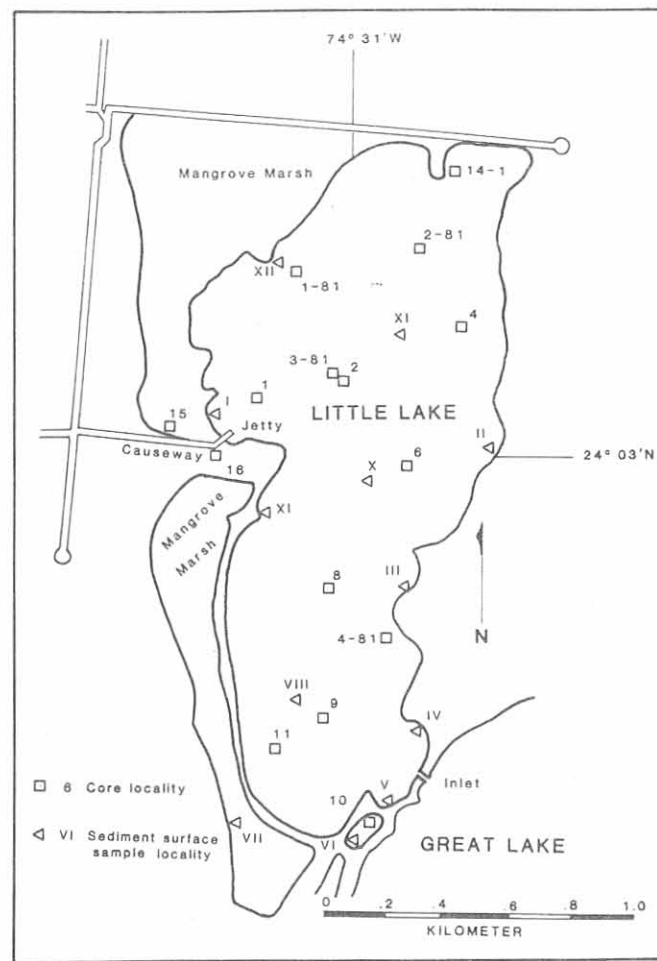 74° 31'W
Mangrove Marsh
14-1
2-81
XII
1-81
XI
4
3-81
2
1
I
15
Jetty
LITTLE LAKE
II
Causeway
6
24° 03'N
16
X
Mangrove
Marsh
XI
8
III
4-81
N
VIII
9
IV
11
6 Core locality
10
V
Inlet
VI Sediment surface
sample locality
VII
VI
GREAT LAKE
0 .2 .4 .6 .8 1.0
KILOMETER